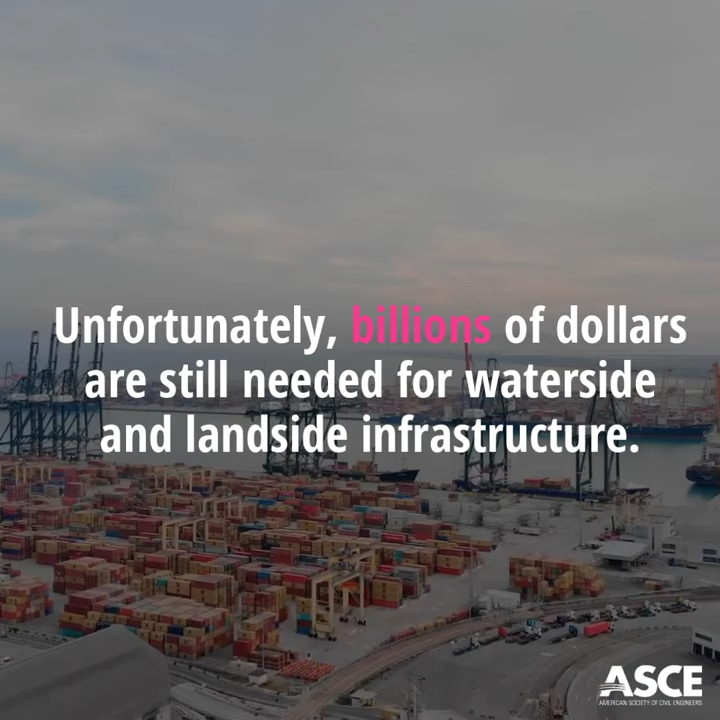 Unfortunately, billions of dollars
are still needed for waterside
and landside infrastructure.
ASCE
AMERICAN SOCIETY OF CIVIL ENGINEERS